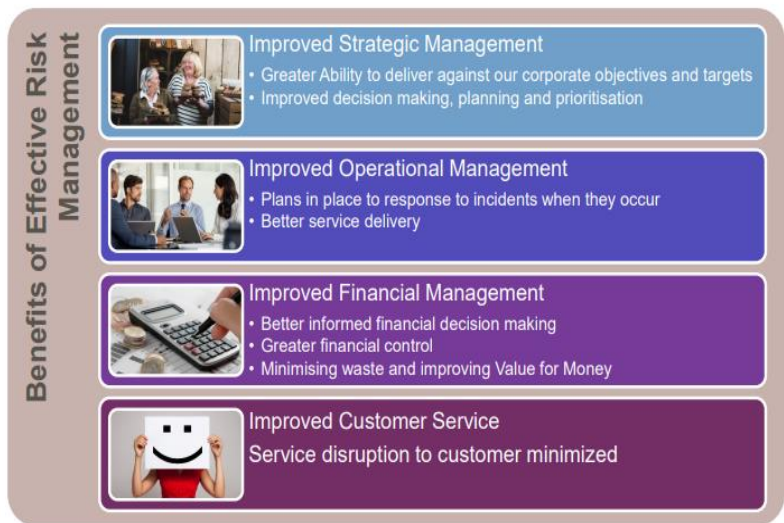 Benefits of Effective Risk
Management
Improved Strategic Management
• Greater Ability to deliver against our corporate objectives and targets
• Improved decision making, planning and prioritisation
Improved Operational Management
• Plans in place to response to incidents when they occur
• Better service delivery
Improved Financial Management
• Better informed financial decision making
• Greater financial control
• Minimising waste and improving Value for Money
Improved Customer Service
Service disruption to customer minimized